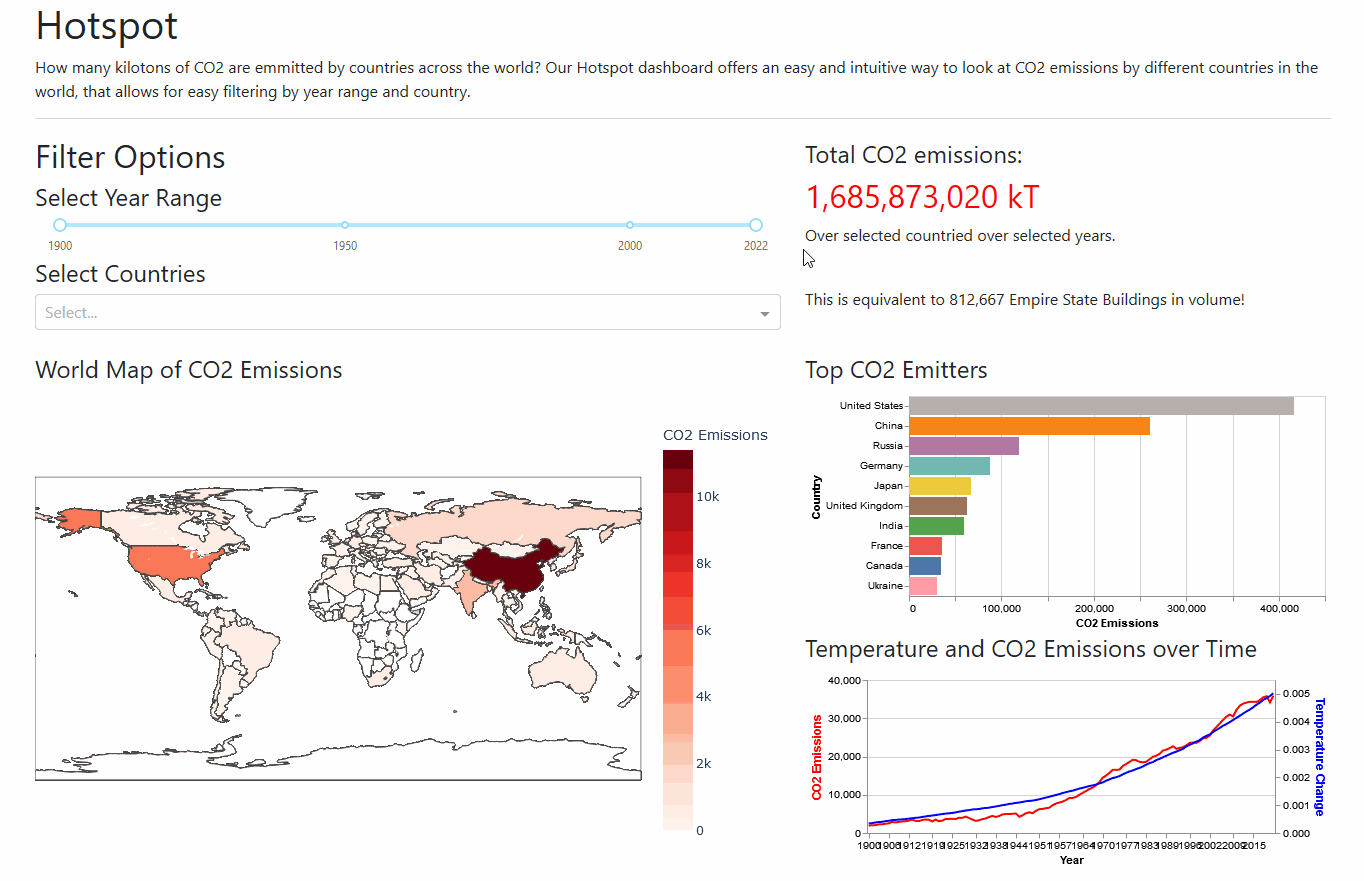 Hotspot
How many kilotons of CO2 are emmitted by countries across the world? Our Hotspot dashboard offers an easy and intuitive way to look at CO2 emissions by different countries in the
world, that allows for easy filtering by year range and country.
Filter Options
Select Year Range
1900 1950 2000 2022
Select Countries
Select...
Total CO2 emissions:
1,685,873,020 kT
Over selected countried over selected years.
This is equivalent to 812,667 Empire State Buildings in volume!
World Map of CO2 Emissions
CO2 Emissions
10k
8k
6k
4k
2k
0
Top CO2 Emitters
Country
United States
China
Russia
Germany
Japan
United Kingdom
India
France
Canada
Ukraine
0 100,000 200,000 300,000 400,000
CO2 Emissions
Temperature and CO2 Emissions over Time
CO2 Emissions
40,000
30,000
20,000
10,000
0
0.005
0.004
0.003
0.002
0.001
0.000
Temperature Change
1900 1906 1912 1919 1925 1932 1938 1944 1951 1957 1964 1970 1977 1983 1989 1996 2002 2009 2015
Year